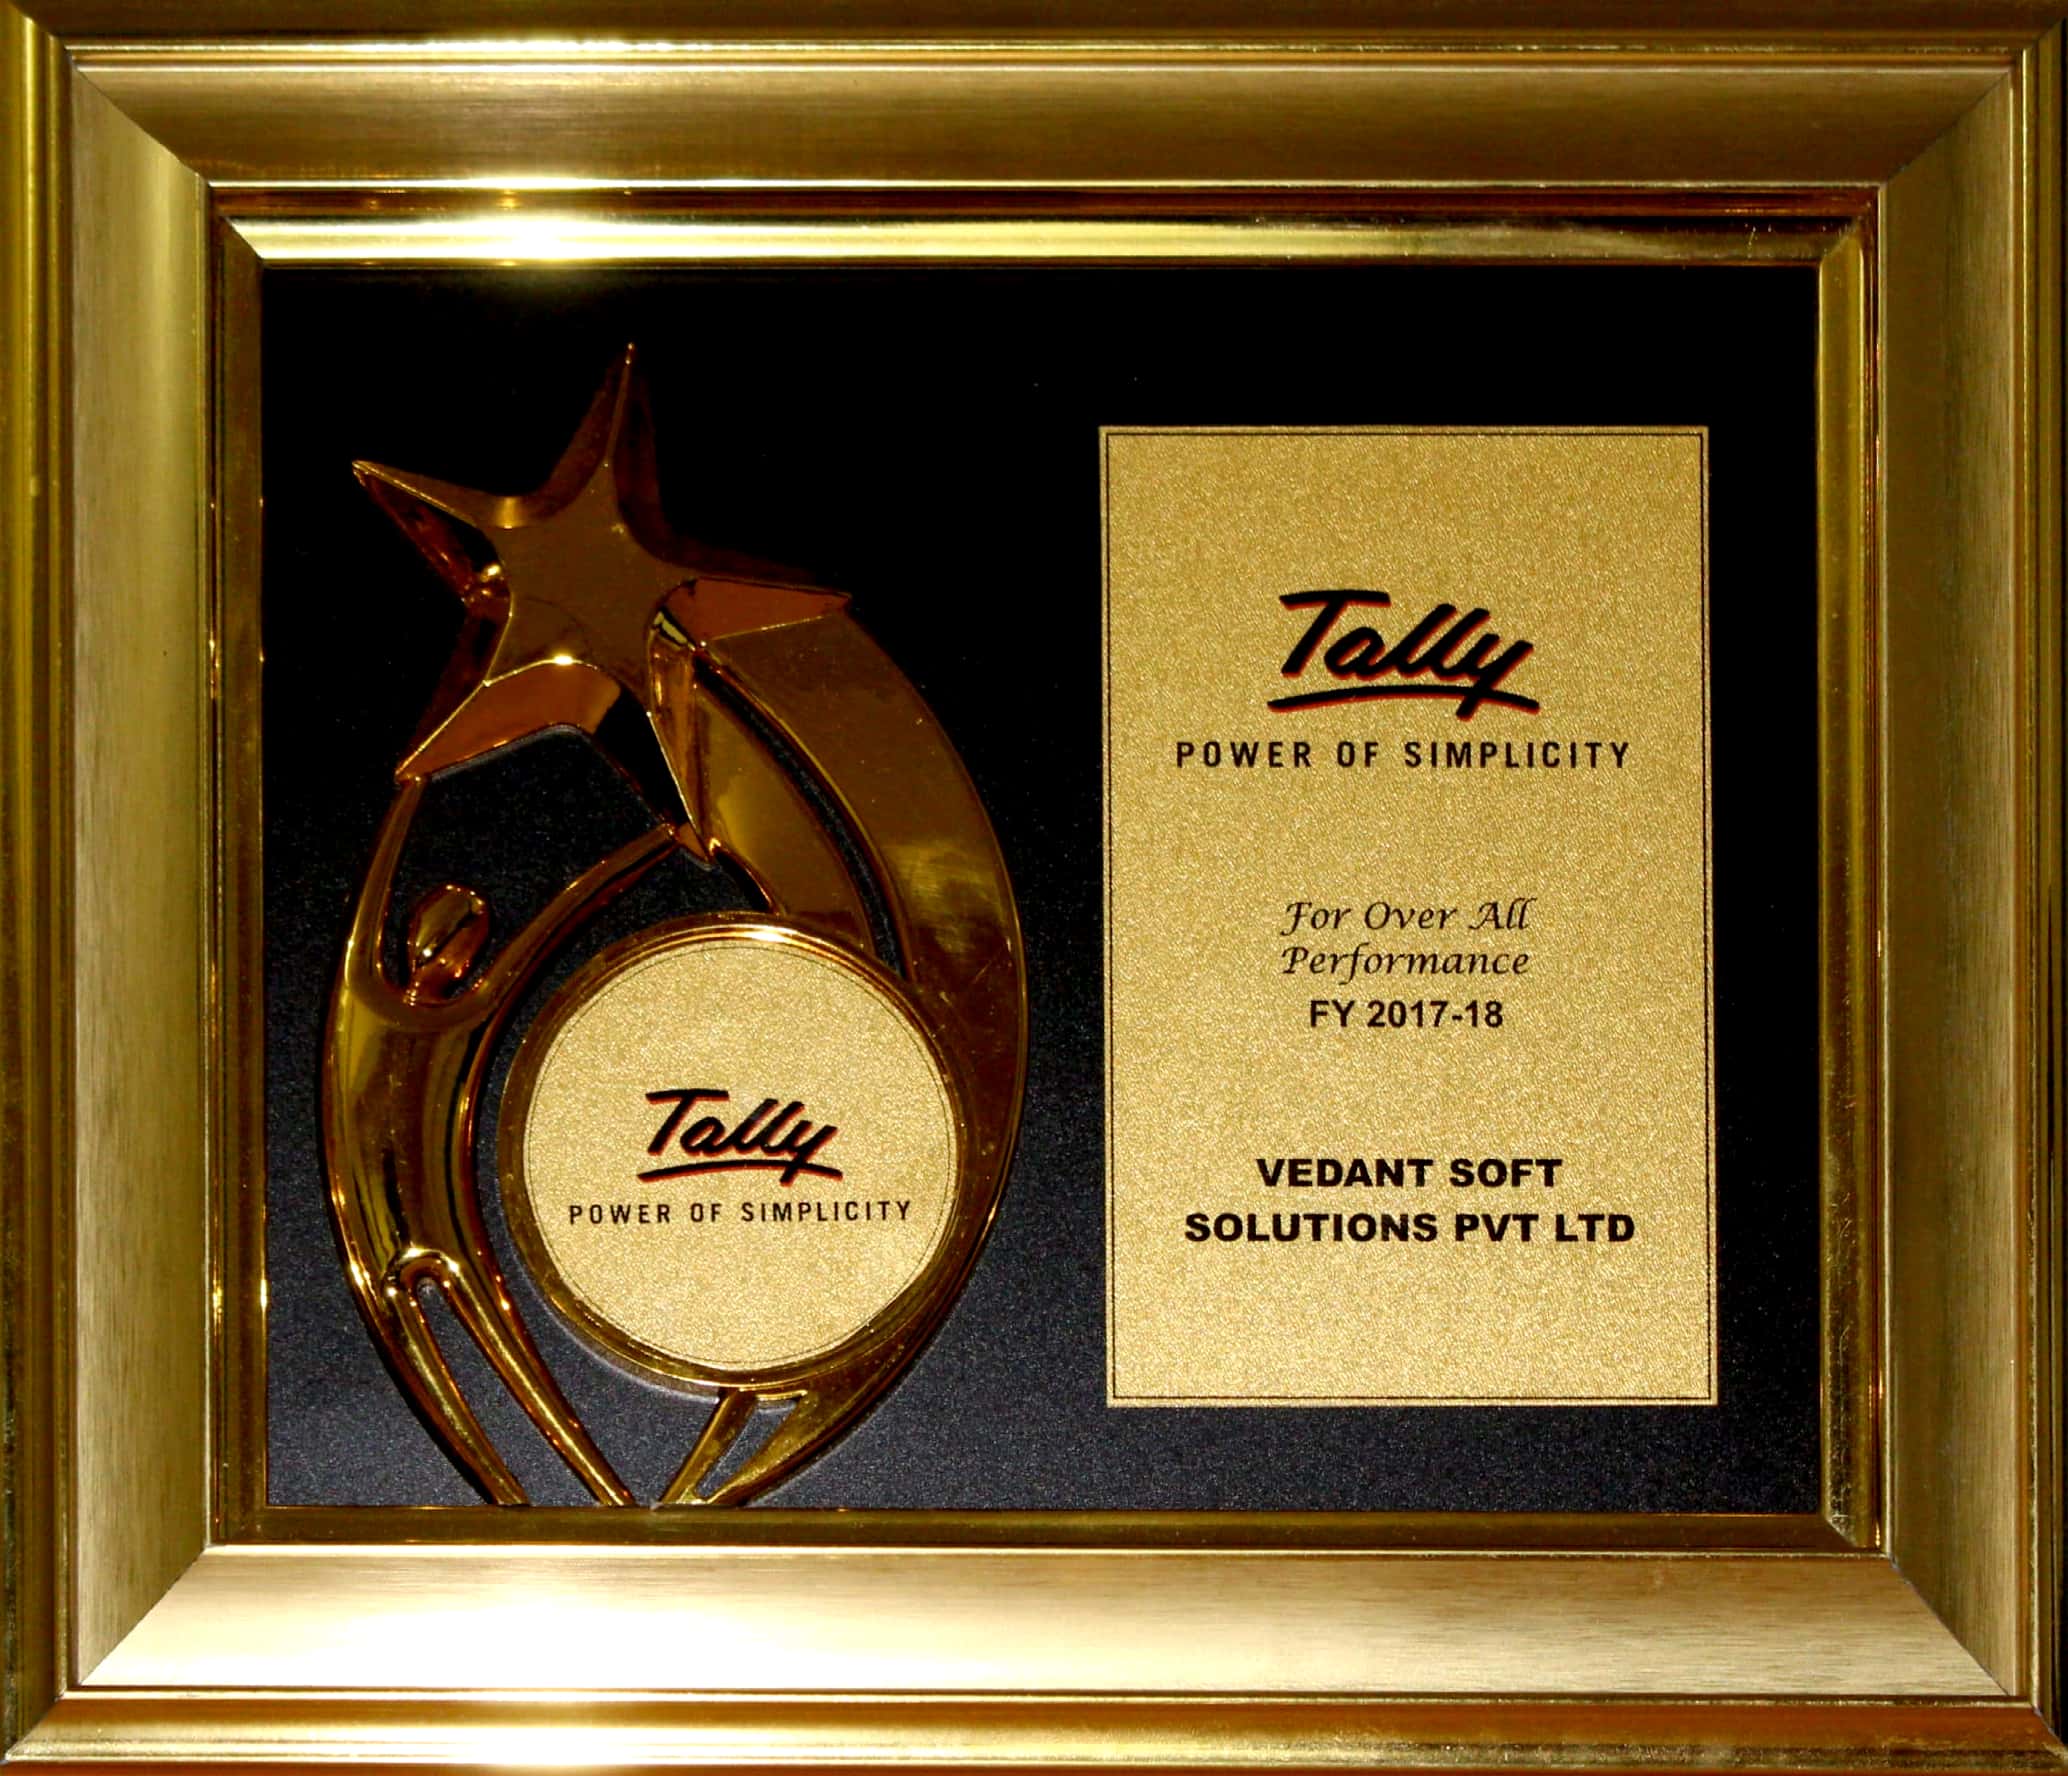 Tally
POWER OF SIMPLICITY
For Over All
Performance
FY 2017-18
VEDANT SOFT
SOLUTIONS PVT LTD
Tally
POWER OF SIMPLICITY